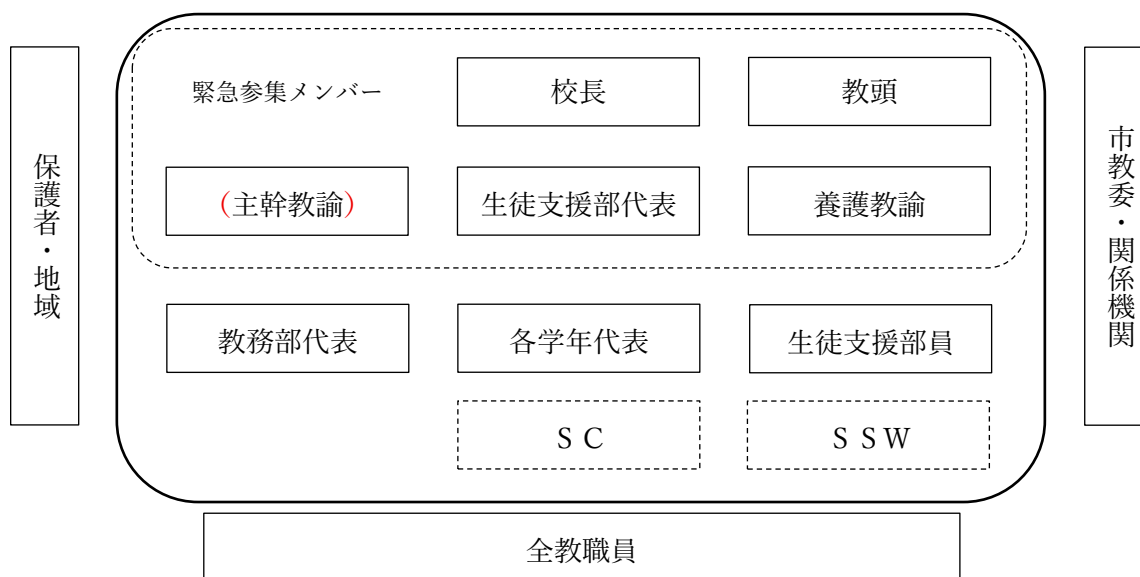 緊急参集メンバー
校長
教頭
(主幹教諭)
生徒支援部代表
養護教諭
教務部代表
各学年代表
生徒支援部員
ＳＣ
ＳＳＷ
保護者・地域
市教委・関係機関
全教職員